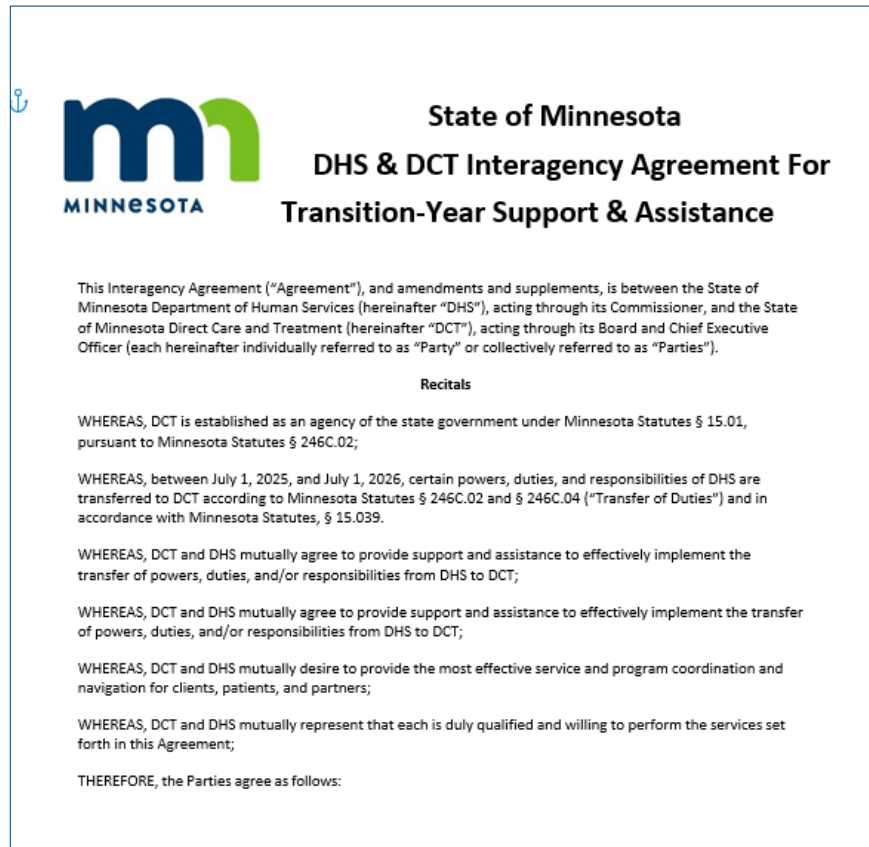 State of Minnesota
DHS & DCT Interagency Agreement For
Transition-Year Support & Assistance
mn
MINNESOTA
This Interagency Agreement (“Agreement”), and amendments and supplements, is between the State of
Minnesota Department of Human Services (hereinafter “DHS”), acting through its Commissioner, and the State
of Minnesota Direct Care and Treatment (hereinafter “DCT”), acting through its Board and Chief Executive
Officer (each hereinafter individually referred to as “Party” or collectively referred to as “Parties”).
Recitals
WHEREAS, DCT is established as an agency of the state government under Minnesota Statutes § 15.01,
pursuant to Minnesota Statutes § 246C.02;
WHEREAS, between July 1, 2025, and July 1, 2026, certain powers, duties, and responsibilities of DHS are
transferred to DCT according to Minnesota Statutes § 246C.02 and § 246C.04 (“Transfer of Duties”) and in
accordance with Minnesota Statutes, § 15.039.
WHEREAS, DCT and DHS mutually agree to provide support and assistance to effectively implement the
transfer of powers, duties, and/or responsibilities from DHS to DCT;
WHEREAS, DCT and DHS mutually agree to provide support and assistance to effectively implement the transfer
of powers, duties, and/or responsibilities from DHS to DCT;
WHEREAS, DCT and DHS mutually desire to provide the most effective service and program coordination and
navigation for clients, patients, and partners;
WHEREAS, DCT and DHS mutually represent that each is duly qualified and willing to perform the services set
forth in this Agreement;
THEREFORE, the Parties agree as follows: